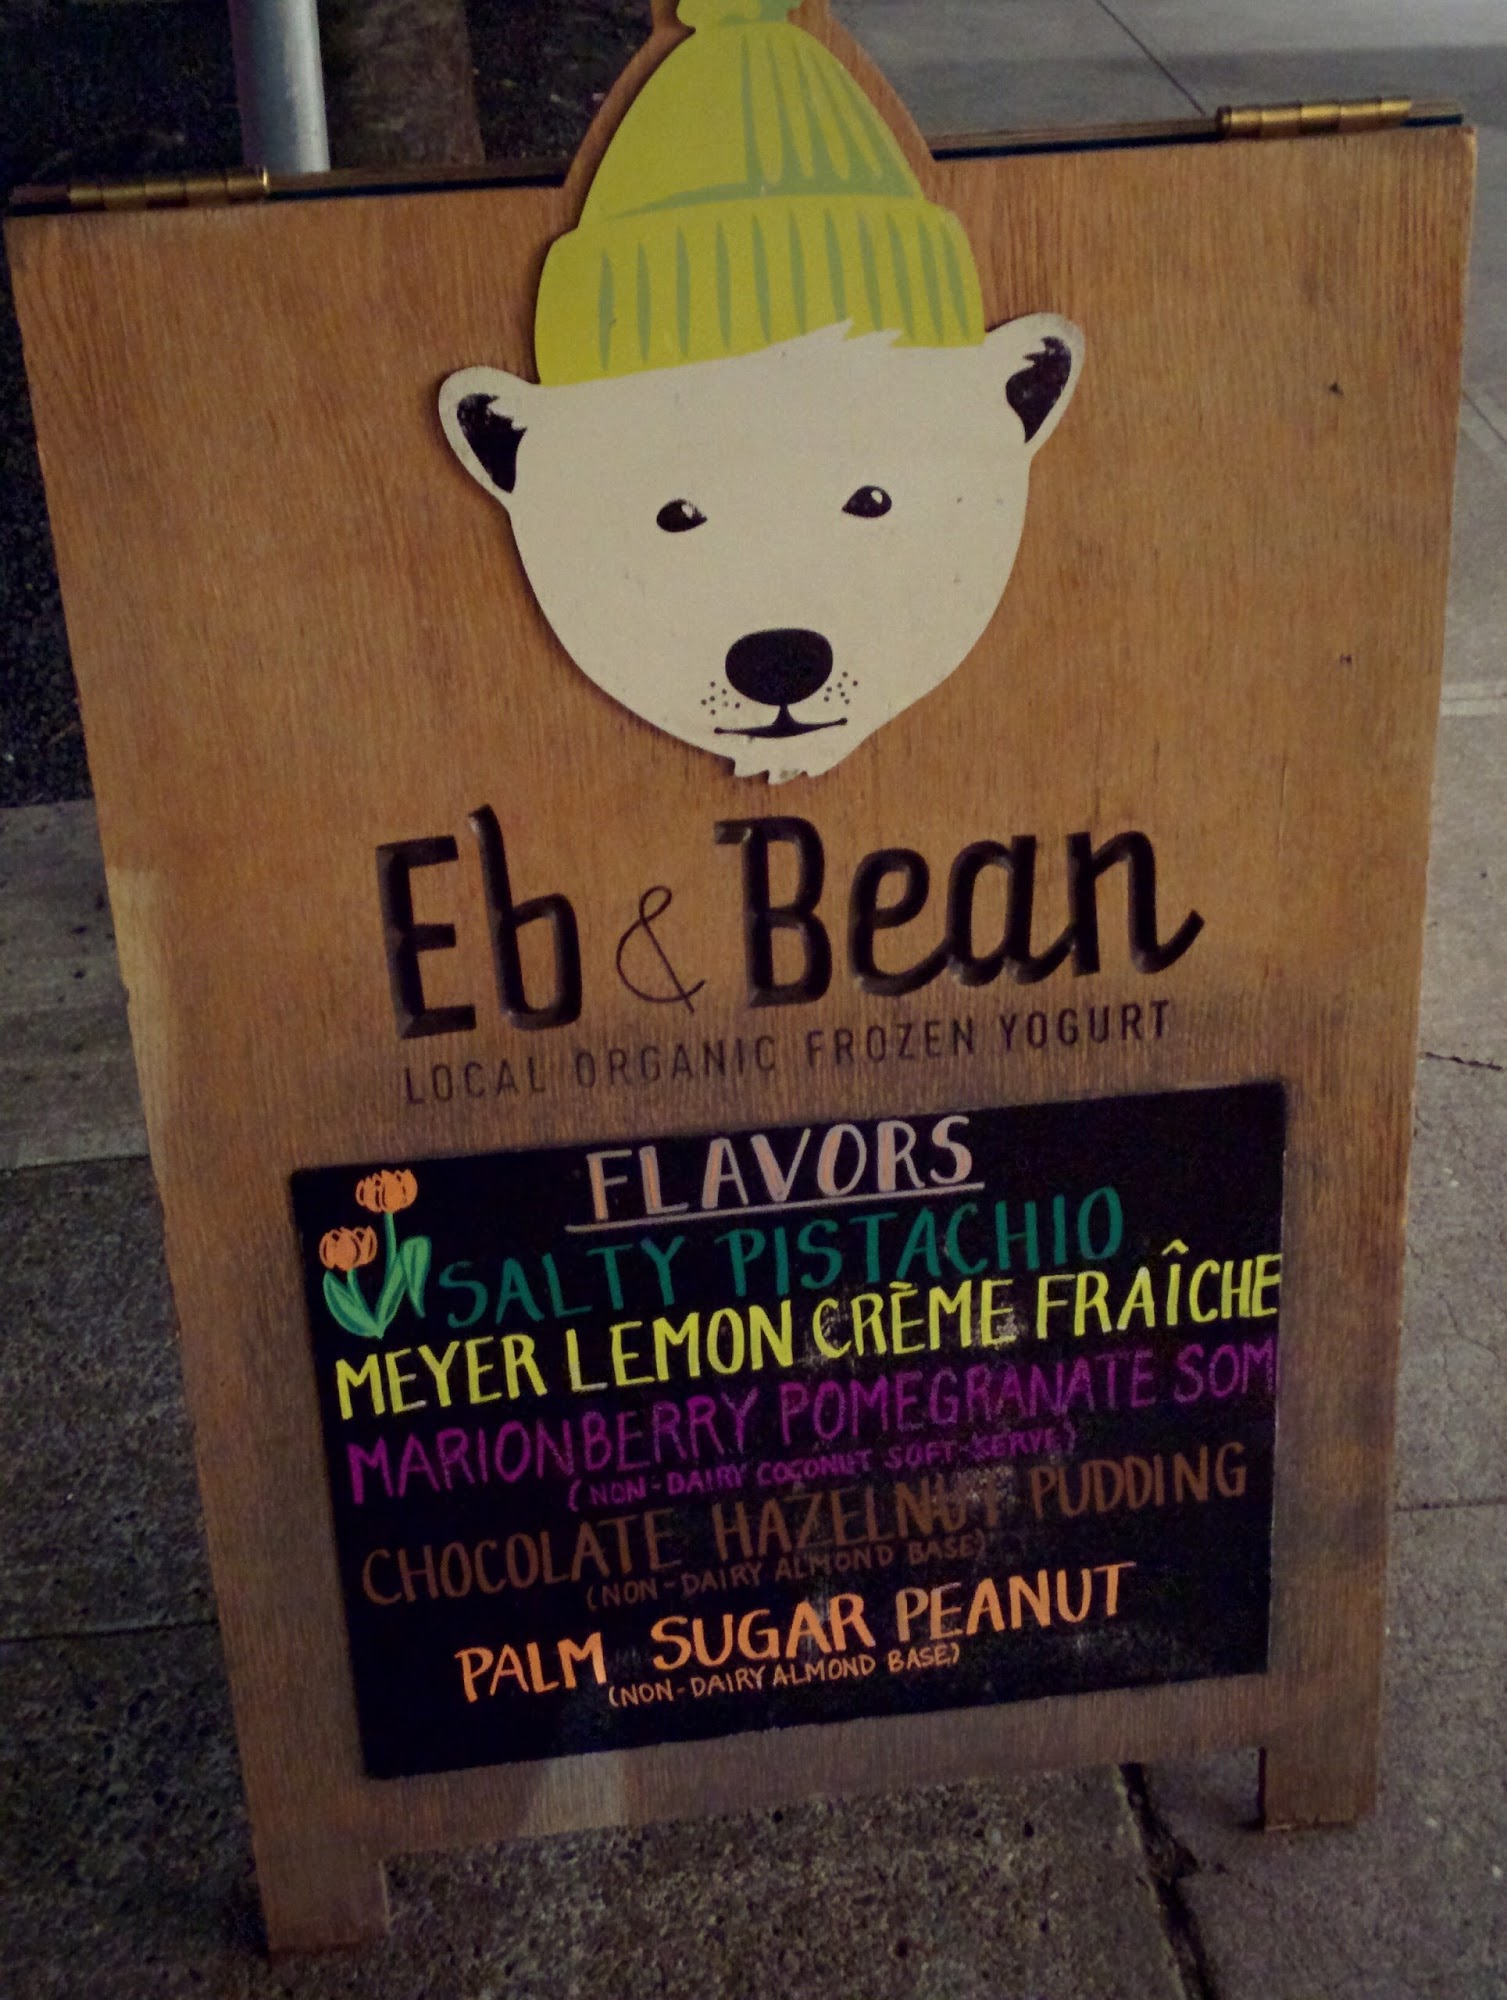 Eb & Bean
LOCAL ORGANIC FROZEN YOGURT
FLAVORS
SALTY PISTACHIO
MEYER LEMON CRÈME FRAÎCHE
MARIONBERRY POMEGRANATE SOM
(NON-DAIRY COCONUT SOFT-SERVE)
CHOCOLATE HAZELNUT PUDDING
(NON-DAIRY ALMOND BASE)
PALM SUGAR PEANUT
(NON-DAIRY ALMOND BASE)